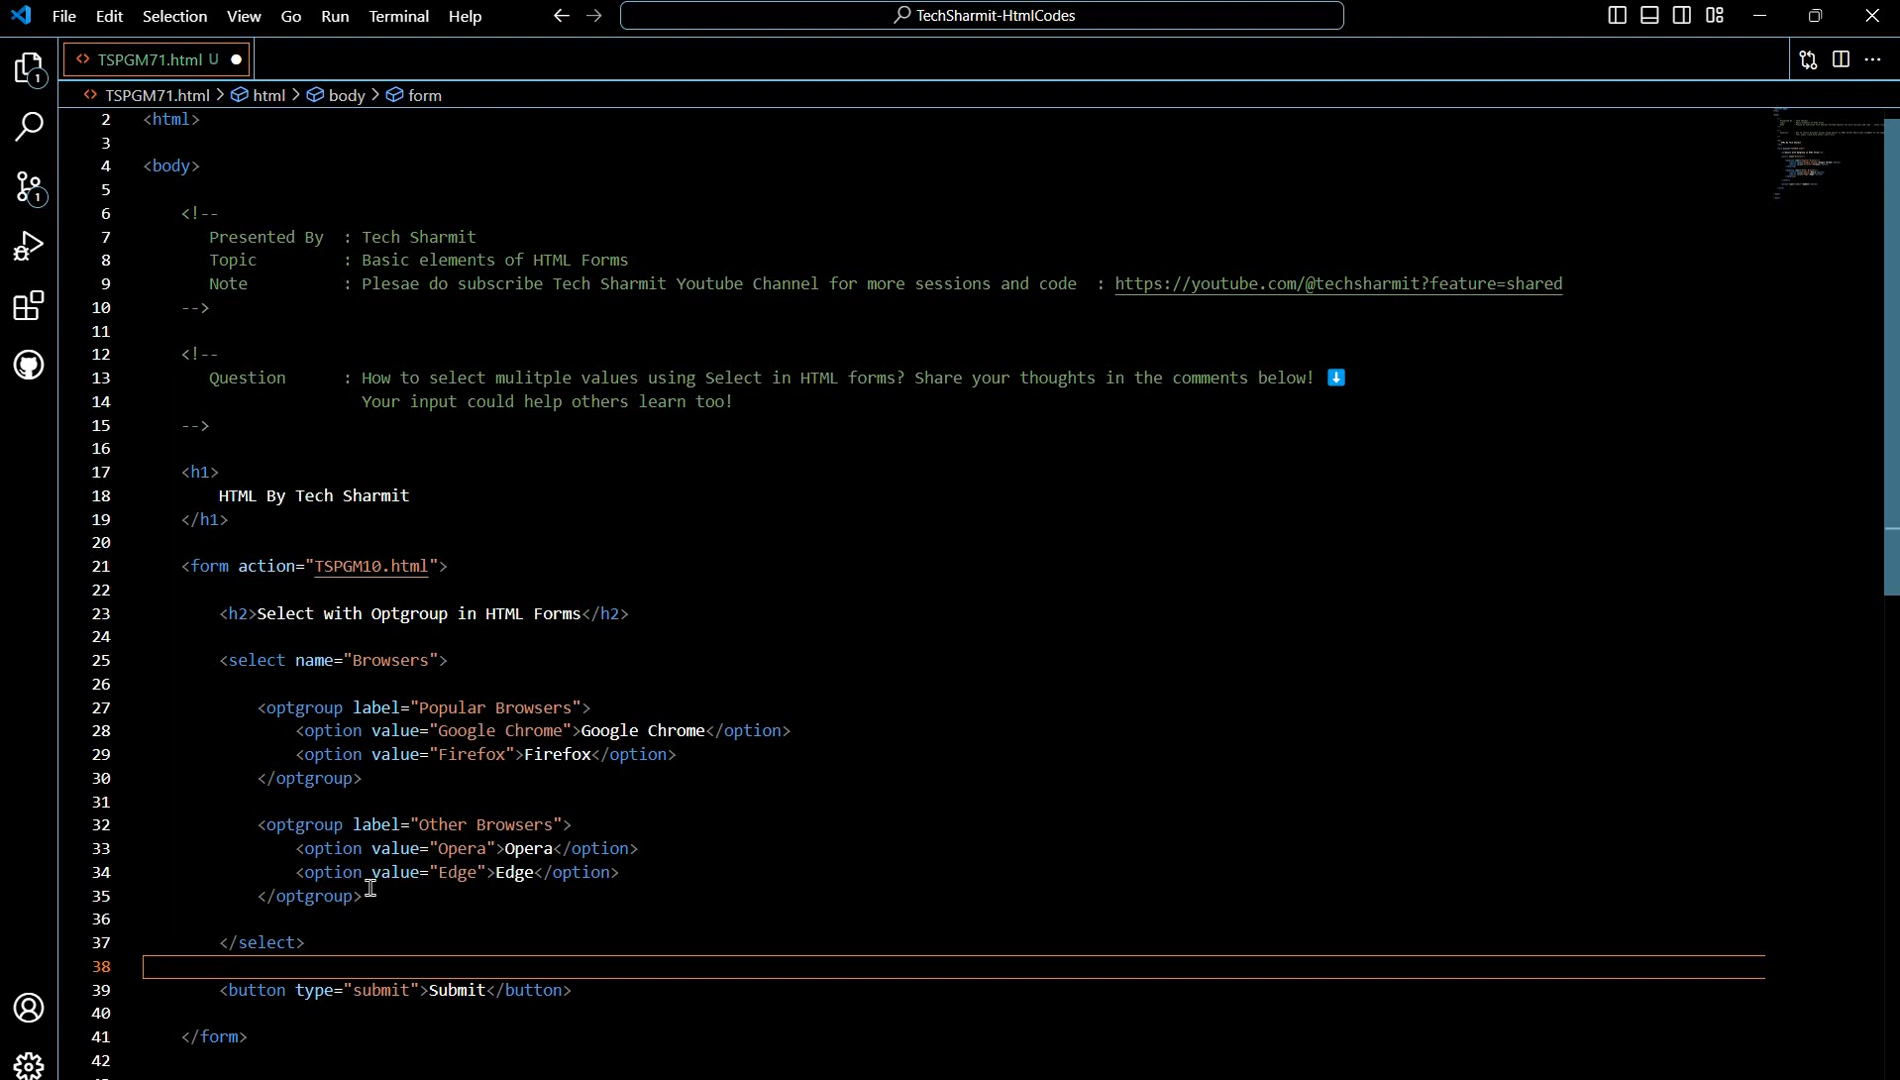 File Edit Selection View Go Run Terminal Help
TechSharmit-HtmlCodes
<> TSPGM71.html U
<> TSPGM71.html > html > body > form
1
1
2 <html>
3
4 <body>
5
6 <!--
7 Presented By : Tech Sharmit
8 Topic : Basic elements of HTML Forms
9 Note : Plesae do subscribe Tech Sharmit Youtube Channel for more sessions and code : https://youtube.com/@techsharmit?feature=shared
10 -->
11
12 <!--
13 Question : How to select mulitple values using Select in HTML forms? Share your thoughts in the comments below! ⬇️
14 Your input could help others learn too!
15 -->
16
17 <h1>
18 HTML By Tech Sharmit
19 </h1>
20
21 <form action="TSPGM10.html">
22
23 <h2>Select with Optgroup in HTML Forms</h2>
24
25 <select name="Browsers">
26
27 <optgroup label="Popular Browsers">
28 <option value="Google Chrome">Google Chrome</option>
29 <option value="Firefox">Firefox</option>
30 </optgroup>
31
32 <optgroup label="Other Browsers">
33 <option value="Opera">Opera</option>
34 <option value="Edge">Edge</option>
35 </optgroup>
36
37 </select>
38
39 <button type="submit">Submit</button>
40
41 </form>
42